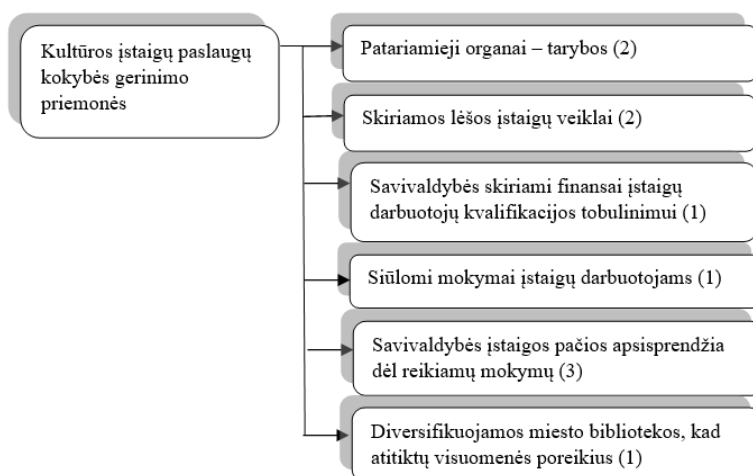 Kultūros įstaigų paslaugų
kokybės gerinimo
priemonės
Patariamieji organai – tarybos (2)
Skiriamos lėšos įstaigų veiklai (2)
Savivaldybės skiriami finansai įstaigų
darbuotojų kvalifikacijos tobulinimui (1)
Siūlomi mokymai įstaigų darbuotojams (1)
Savivaldybės įstaigos pačios apsisprendžia
dėl reikiamų mokymų (3)
Diversifikuojamos miesto bibliotekos, kad
atitiktų visuomenės poreikius (1)